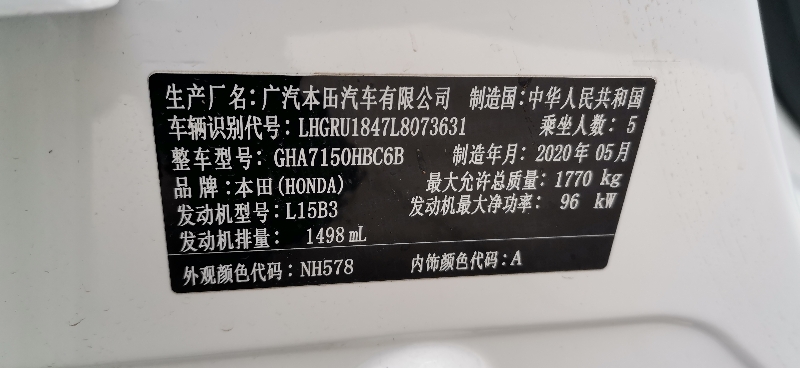 生产厂名：广汽本田汽车有限公司 制造国：中华人民共和国
车辆识别代号：LHGRU1847L8073631 乘坐人数：5
整车型号：GHA7150HBC6B 制造年月：2020年05月
品牌：本田(HONDA) 最大允许总质量：1770 kg
发动机型号：L15B3 发动机最大净功率：96 kW
发动机排量：1498 mL
外观颜色代码：NH578 内饰颜色代码：A